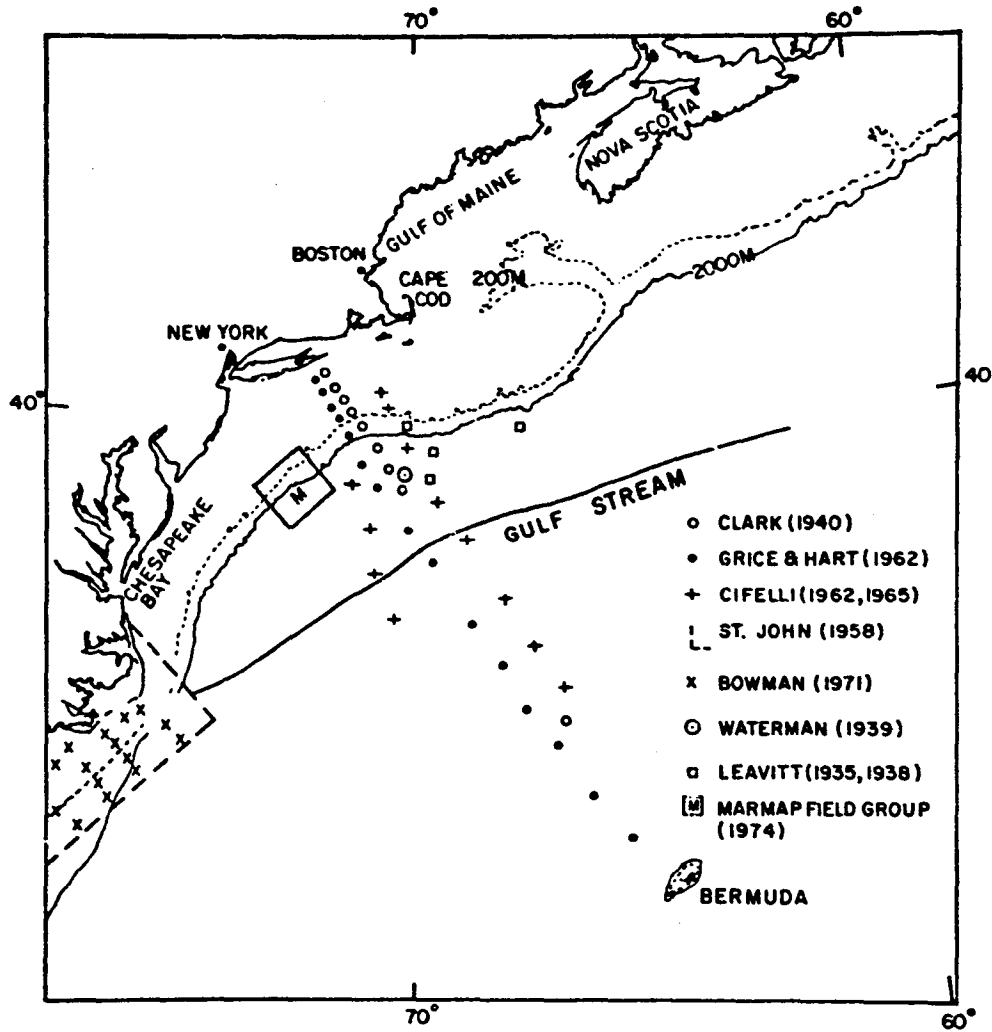 70°
60°
NOVA SCOTIA
GULF OF MAINE
BOSTON
CAPE
COD
200M
2000M
NEW YORK
40°
40
CHESAPEAKE
BAY
M
GULF STREAM
CLARK (1940)
GRICE & HART (1962)
CIFELLI (1962, 1965)
ST. JOHN (1958)
BOWMAN (1971)
WATERMAN (1939)
LEAVITT (1935, 1938)
M MARMAP FIELD GROUP
(1974)
BERMUDA
70°
60°